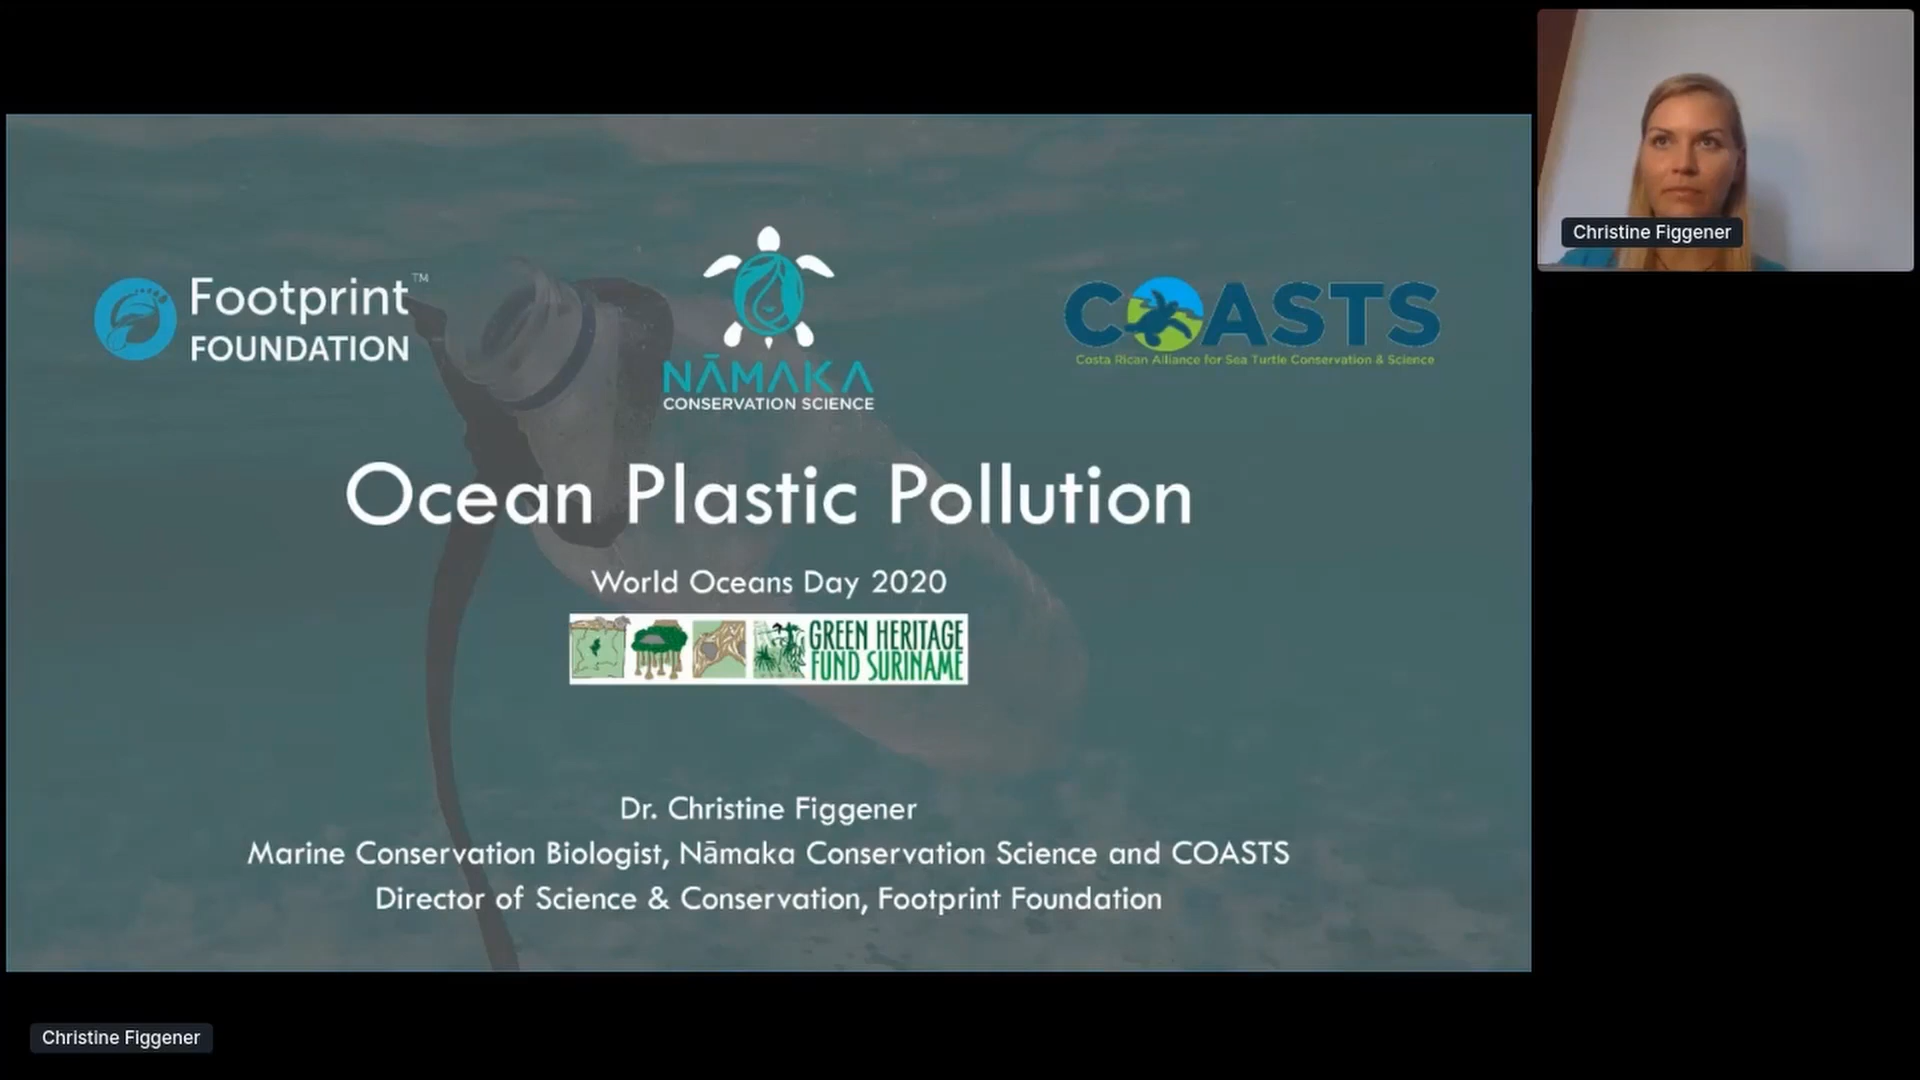 Christine Figgener
Footprint™
FOUNDATION
NĀMAKA
CONSERVATION SCIENCE
COASTS
Costa Rican Alliance for Sea Turtle Conservation & Science
Ocean Plastic Pollution
World Oceans Day 2020
GREEN HERITAGE
FUND SURINAME
Dr. Christine Figgener
Marine Conservation Biologist, Nāmaka Conservation Science and COASTS
Director of Science & Conservation, Footprint Foundation
Christine Figgener